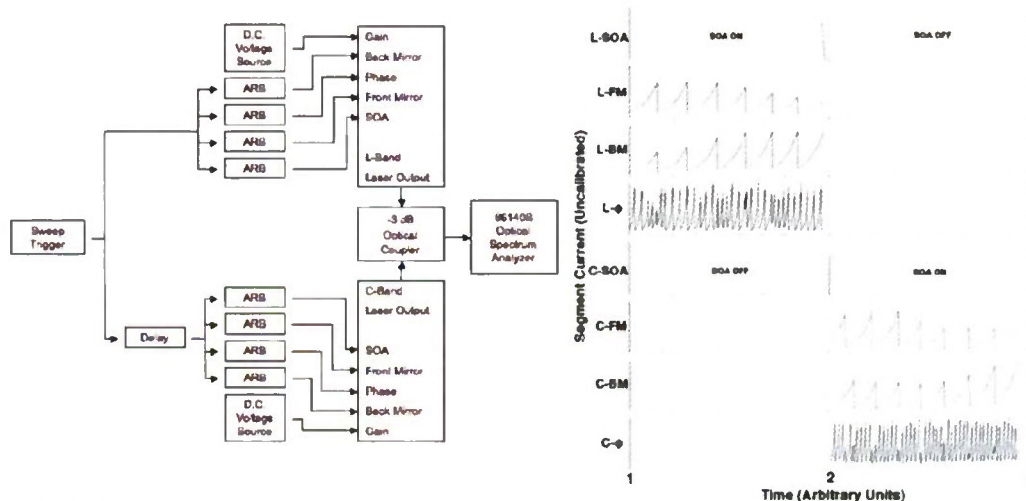 D.C.
Voltage
Source
ARB
ARB
ARB
ARB
Gain
Back Mirror
Phase
Front Mirror
SOA
L-Band
Laser Output
Sweep
Trigger
-3 dB
Optical
Coupler
86140B
Optical
Spectrum
Analyzer
Delay
ARB
ARB
ARB
ARB
D.C.
Voltage
Source
C-Band
Laser Output
SOA
Front Mirror
Phase
Back Mirror
Gain
Segment Current (Uncalibrated)
L-SOA
SOA ON
SOA OFF
L-FM
L-BM
L-ϕ
C-SOA
SOA OFF
SOA ON
C-FM
C-BM
C-ϕ
1
2
Time (Arbitrary Units)